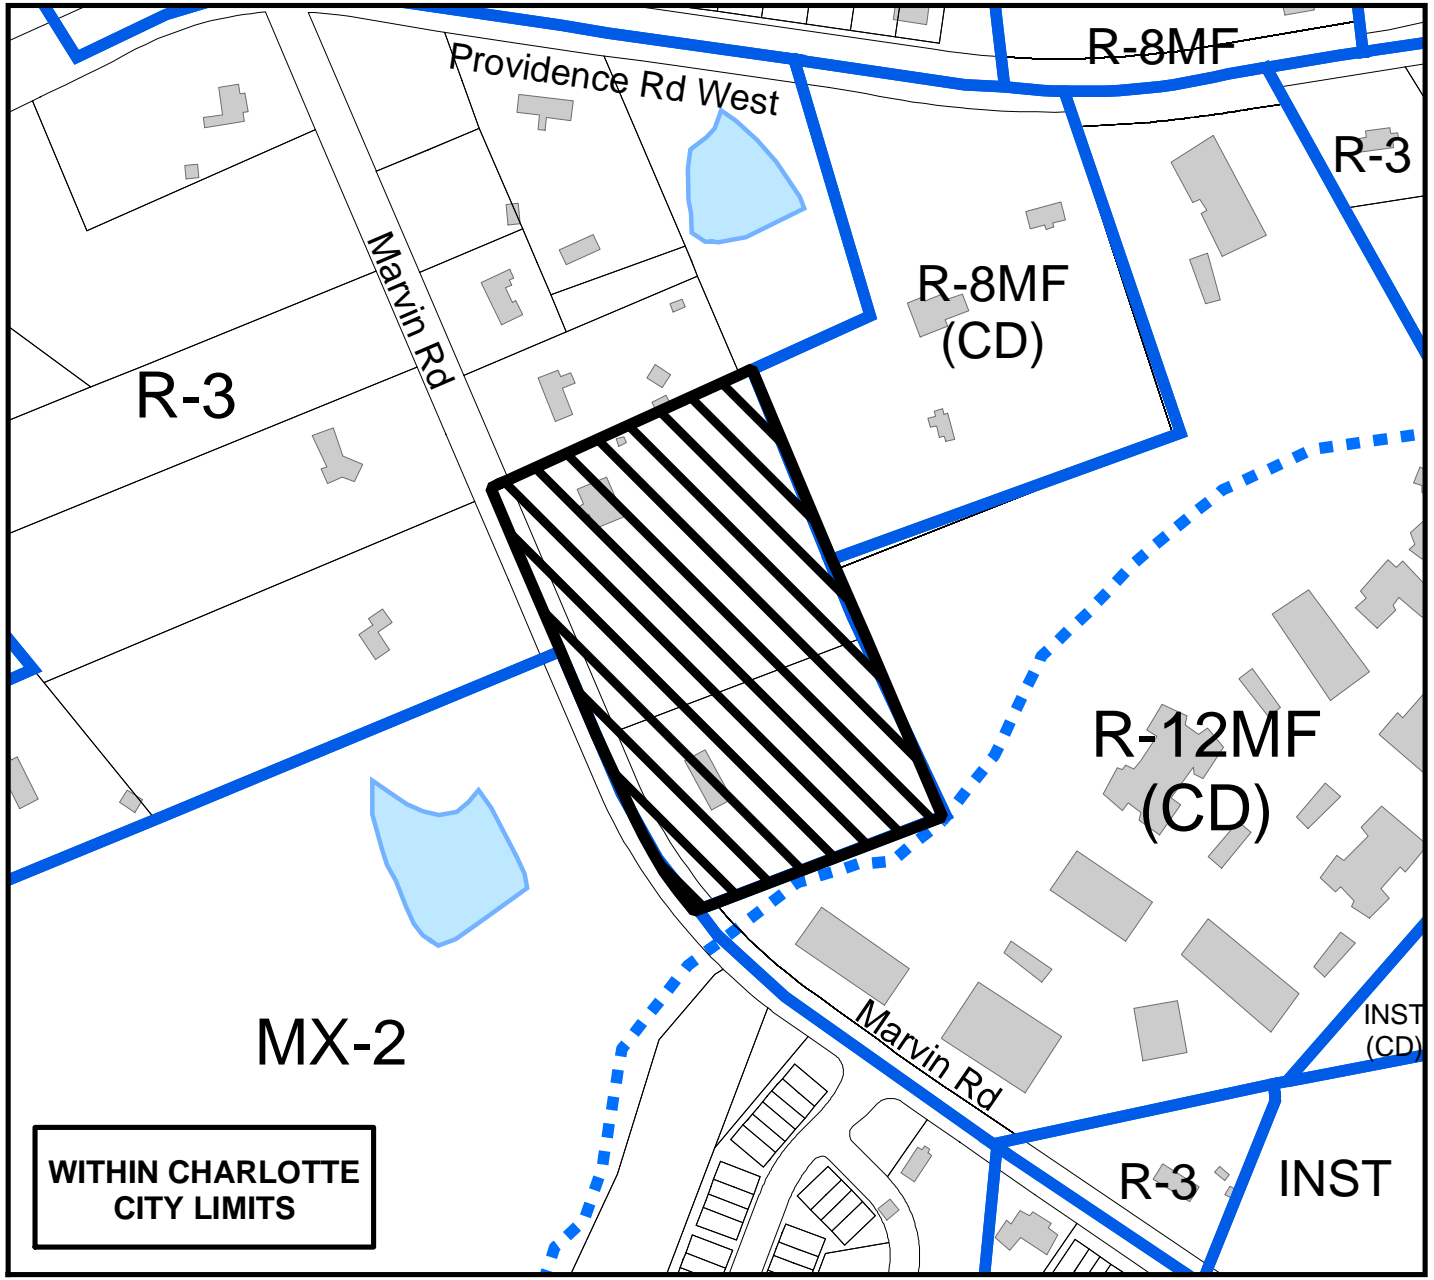 R-8MF
Providence Rd West
R-3
Marvin Rd
R-8MF
(CD)
R-3
R-12MF
(CD)
INST
(CD)
Marvin Rd
MX-2
WITHIN CHARLOTTE
CITY LIMITS
R-3
INST